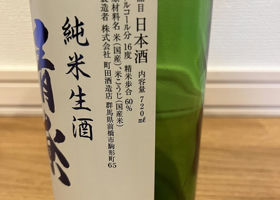 品目 日本酒 内容量 720ml
アルコール分 16度 精米歩合 60%
原材料名 米(国産)、米こうじ(国産米)
製造者 株式会社 町田酒造店 群馬県前橋市駒形町65
純米生酒
清